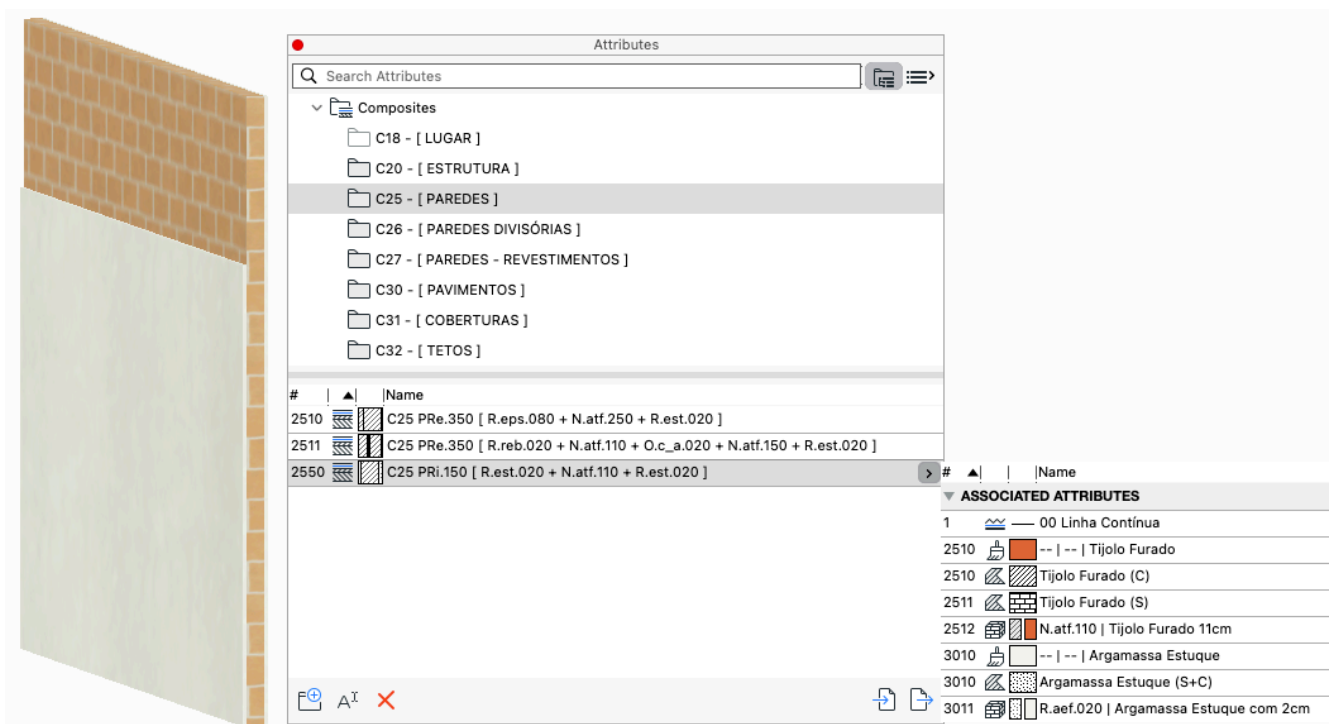 Attributes
Search Attributes
Composites
C18 - [ LUGAR ]
C20 - [ ESTRUTURA ]
C25 - [ PAREDES ]
C26 - [ PAREDES DIVISÓRIAS ]
C27 - [ PAREDES - REVESTIMENTOS ]
C30 - [ PAVIMENTOS ]
C31 - [ COBERTURAS ]
C32 - [ TETOS ]
# Name
2510 C25 PRe.350 [ R.eps.080 + N.atf.250 + R.est.020 ]
2511 C25 PRe.350 [ R.reb.020 + N.atf.110 + O.c_a.020 + N.atf.150 + R.est.020 ]
2550 C25 PRi.150 [ R.est.020 + N.atf.110 + R.est.020 ]
# Name
ASSOCIATED ATTRIBUTES
1 00 Linha Contínua
2510 -- | -- | Tijolo Furado
2510 Tijolo Furado (C)
2511 Tijolo Furado (S)
2512 N.atf.110 | Tijolo Furado 11cm
3010 -- | -- | Argamassa Estuque
3010 Argamassa Estuque (S+C)
3011 R.aef.020 | Argamassa Estuque com 2cm